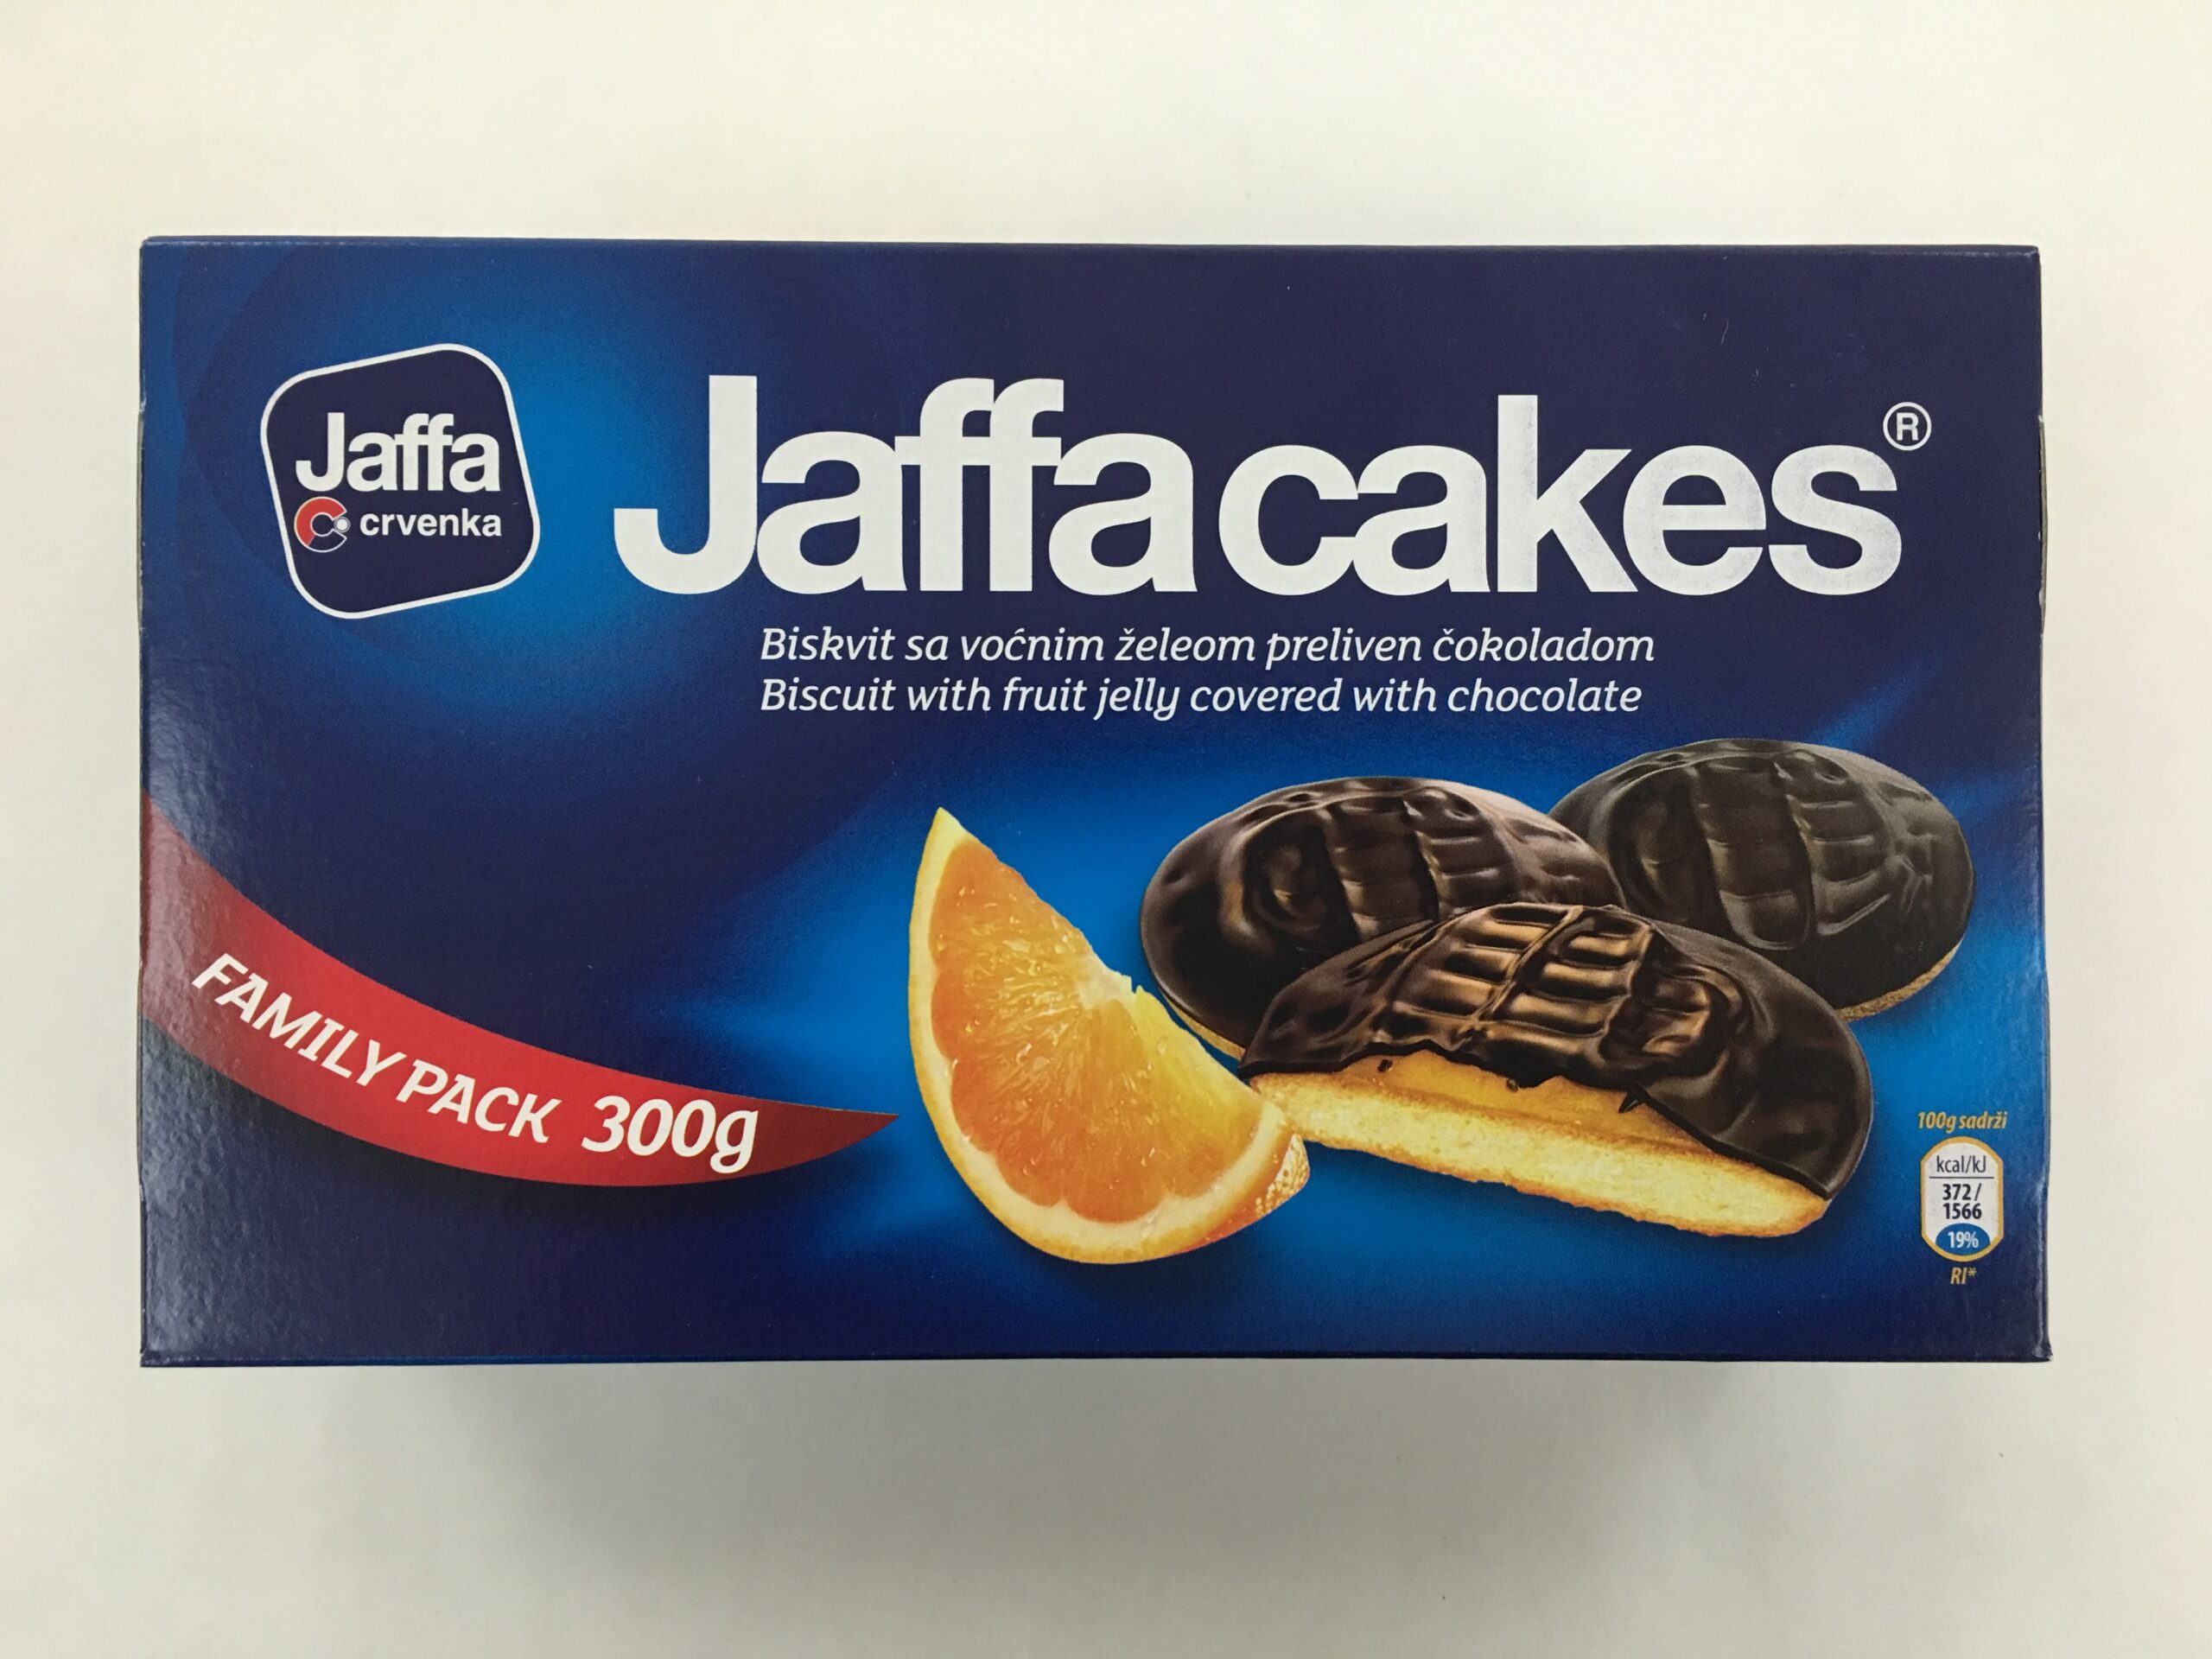 Jaffa
crvenka
Jaffa cakes®
Biskvit sa voćnim želeom preliven čokoladom
Biscuit with fruit jelly covered with chocolate
FAMILY PACK 300g
100g sadrži
kcal/kJ
372/
1566
19%
RI*